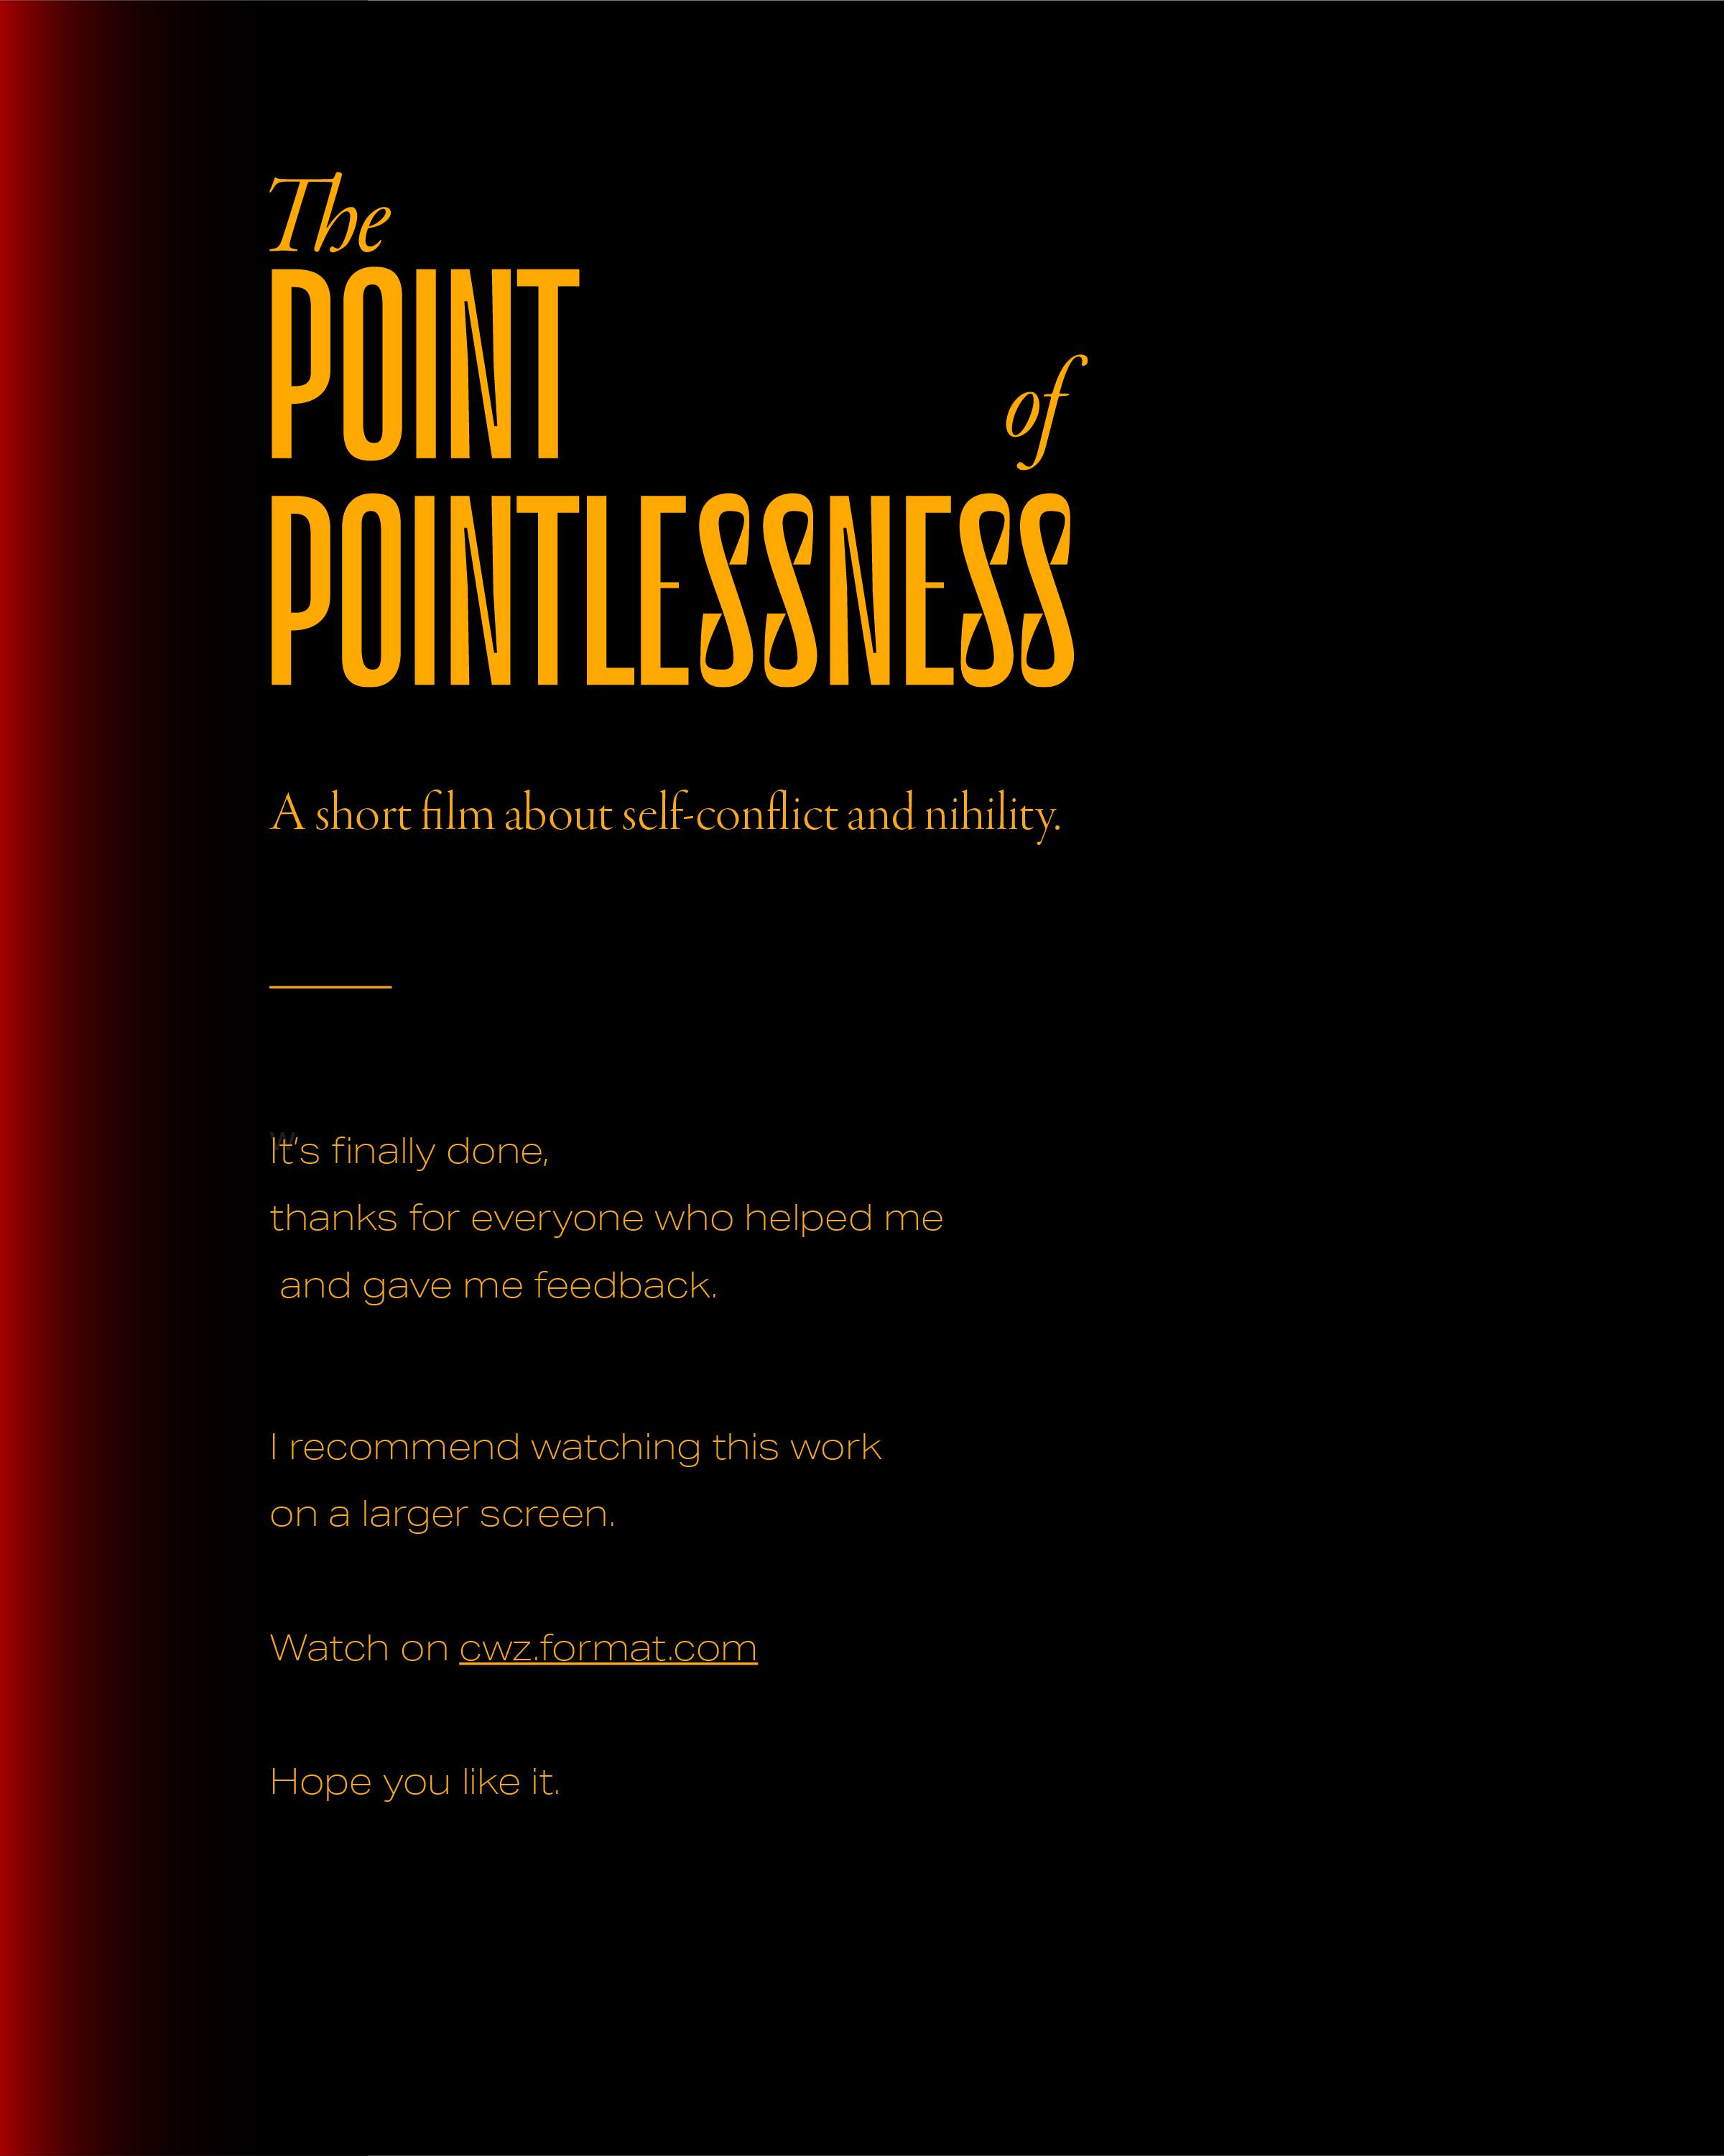 The
POINT of
POINTLESSNESS
A short film about self-conflict and nihility.
W
It's finally done,
thanks for everyone who helped me
and gave me feedback.
I recommend watching this work
on a larger screen.
Watch on cwz.format.com
Hope you like it.